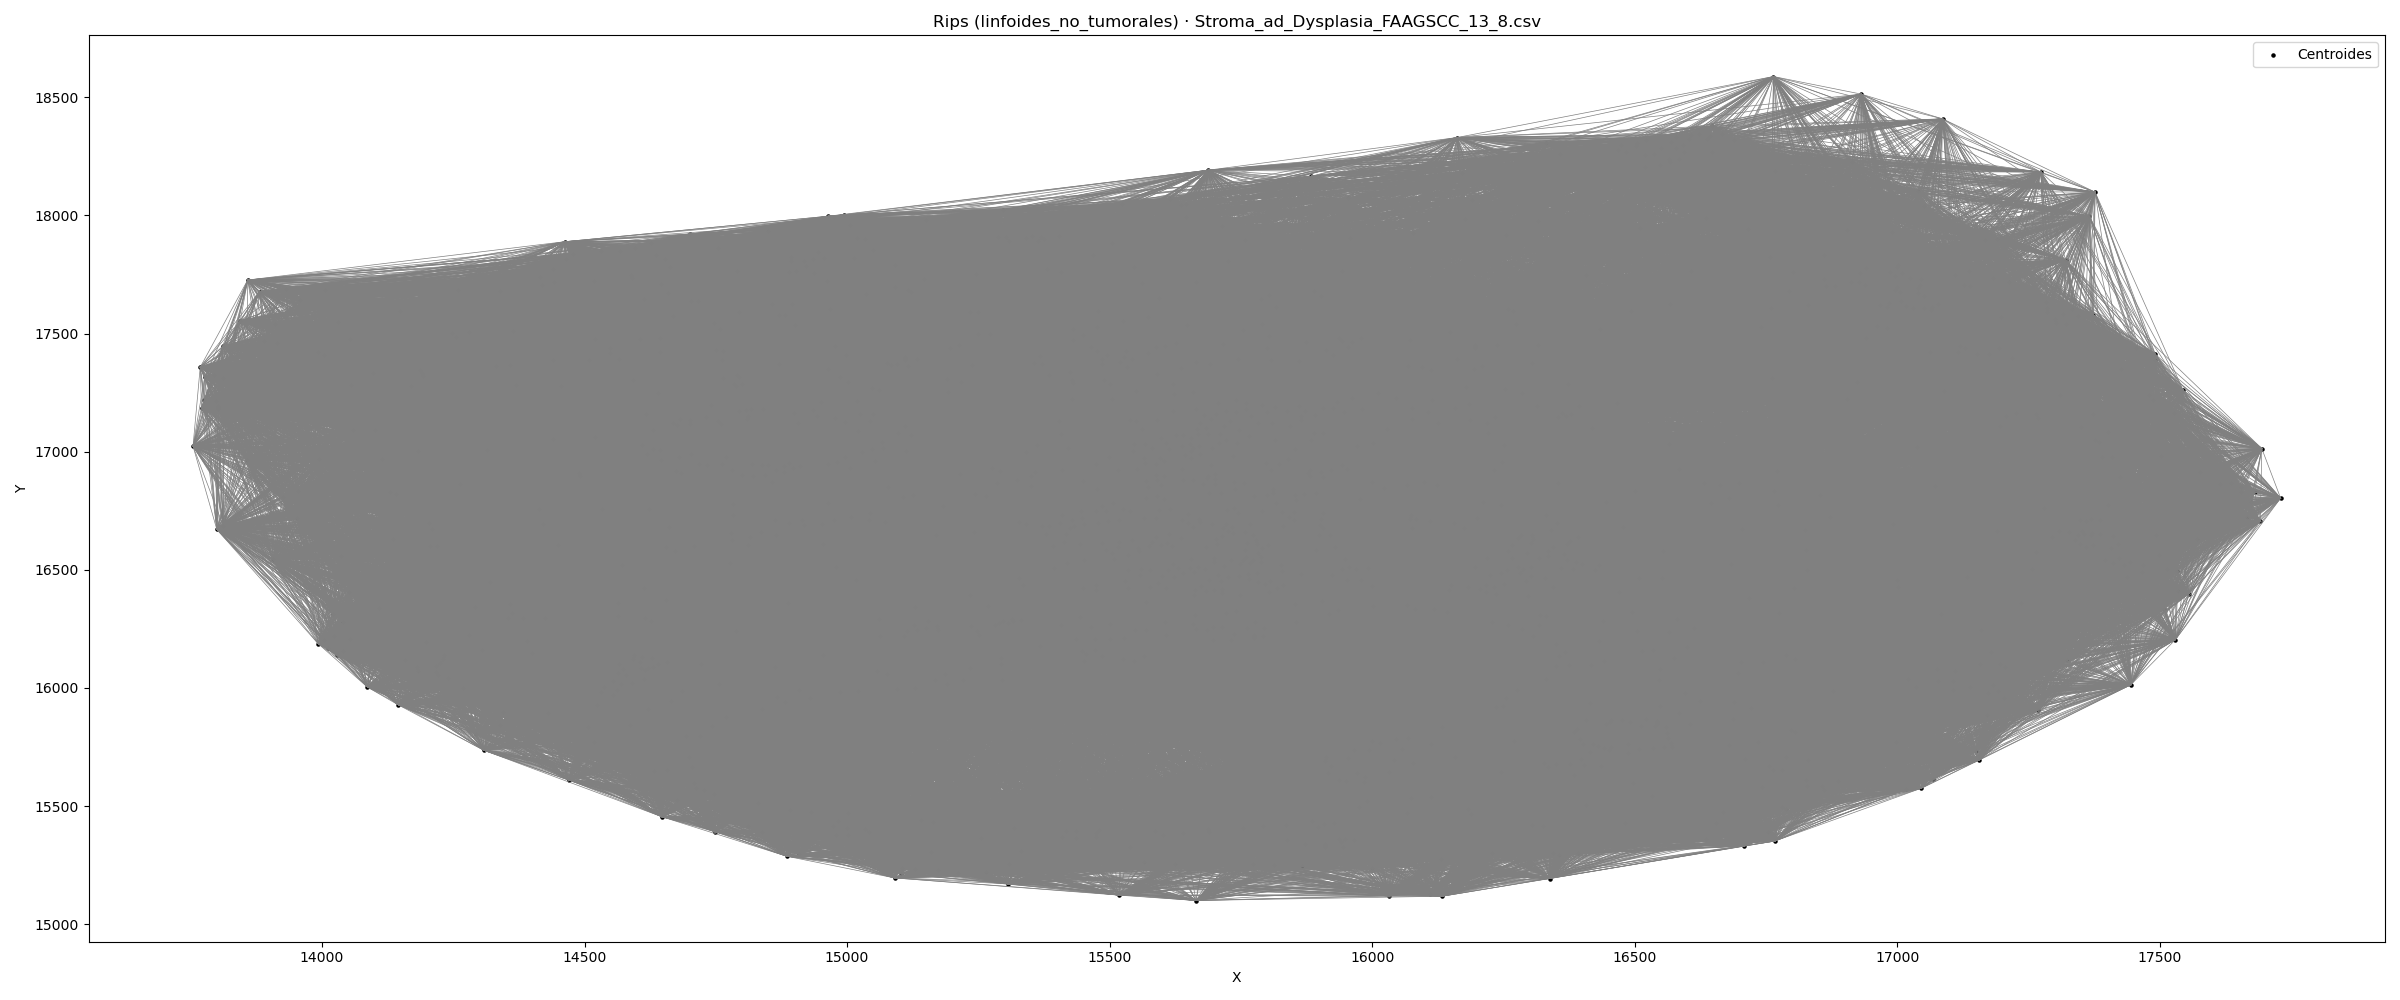 Rips (linfoides_no_tumorales) · Stroma_ad_Dysplasia_FAAGSCC_13_8.csv
Centroides
18500
18000
17500
17000
16500
16000
15500
15000
Y
14000 14500 15000 15500 16000 16500 17000 17500
X